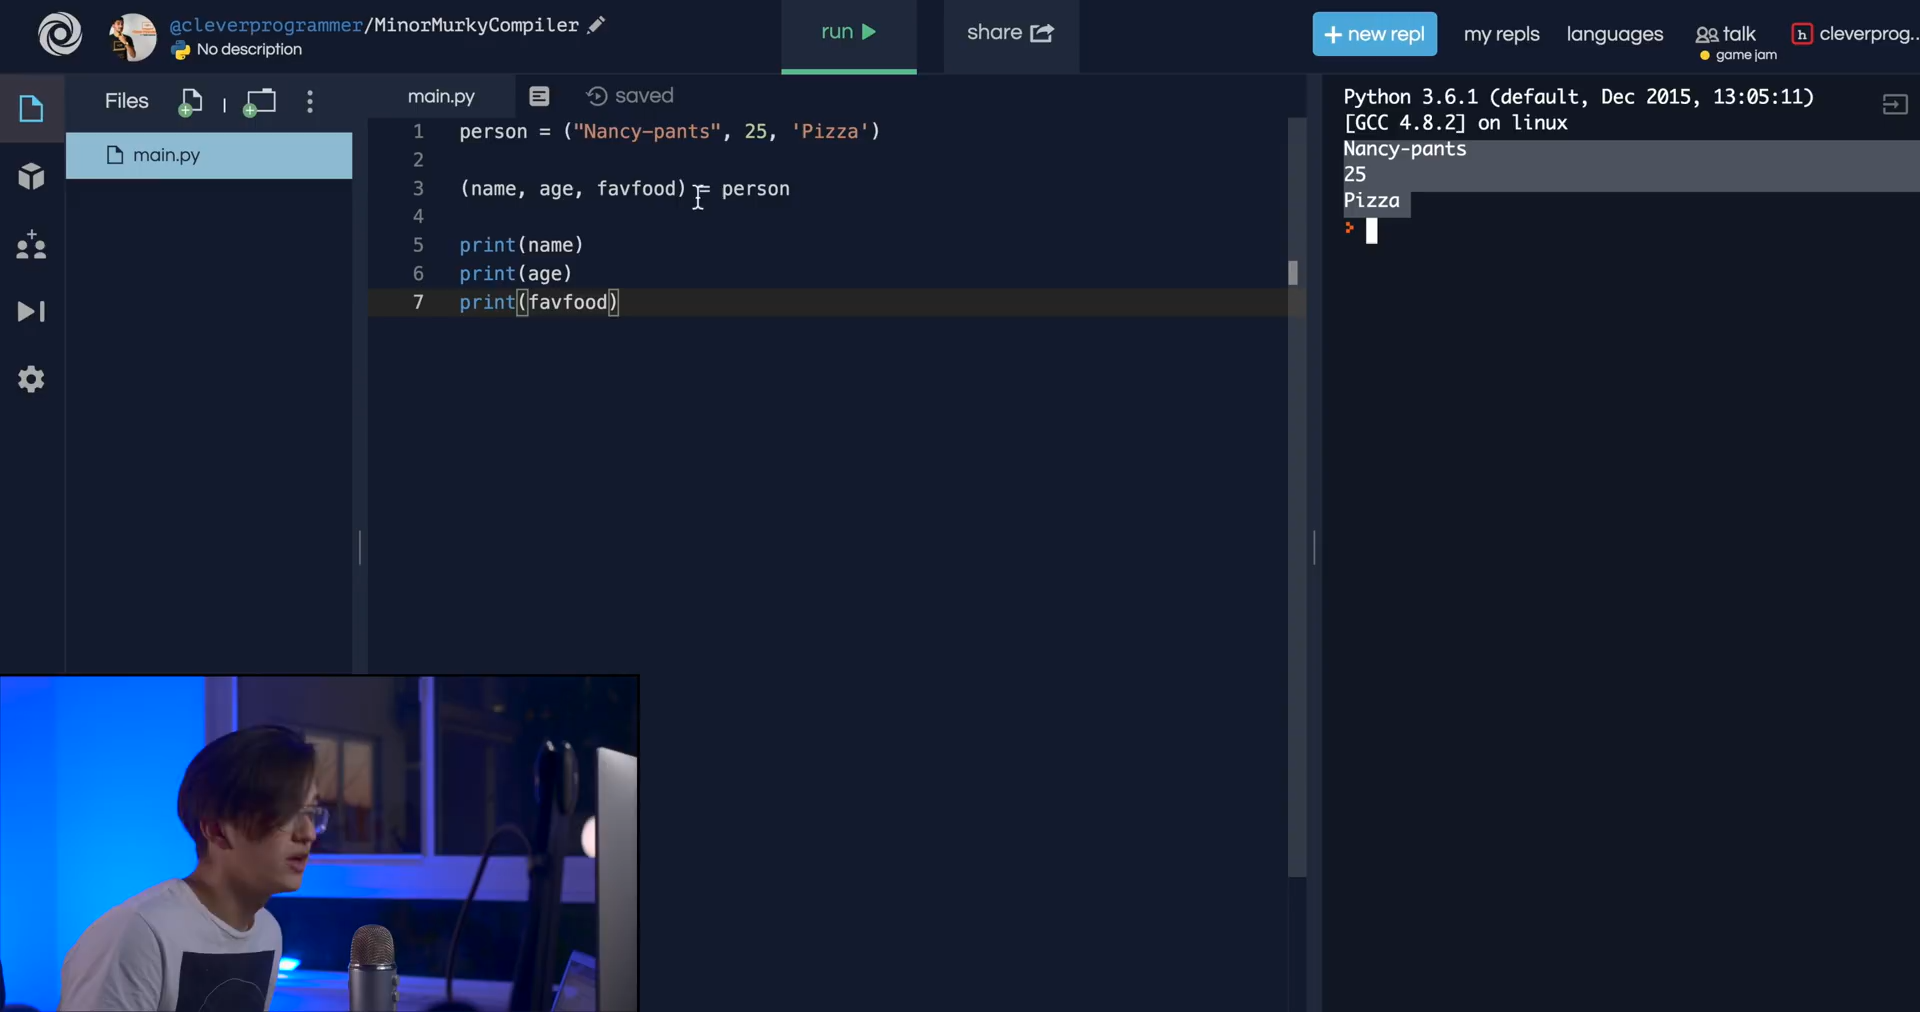 @cleverprogrammer/MinorMurkyCompiler
No description
run
share
+ new repl
my repls
languages
talk
game jam
h
cleverprog...
Files
main.py
main.py
saved
1 person = ("Nancy-pants", 25, 'Pizza')
2
3 (name, age, favfood) = person
4
5 print(name)
6 print(age)
7 print(favfood)
Python 3.6.1 (default, Dec 2015, 13:05:11)
[GCC 4.8.2] on linux
Nancy-pants
25
Pizza